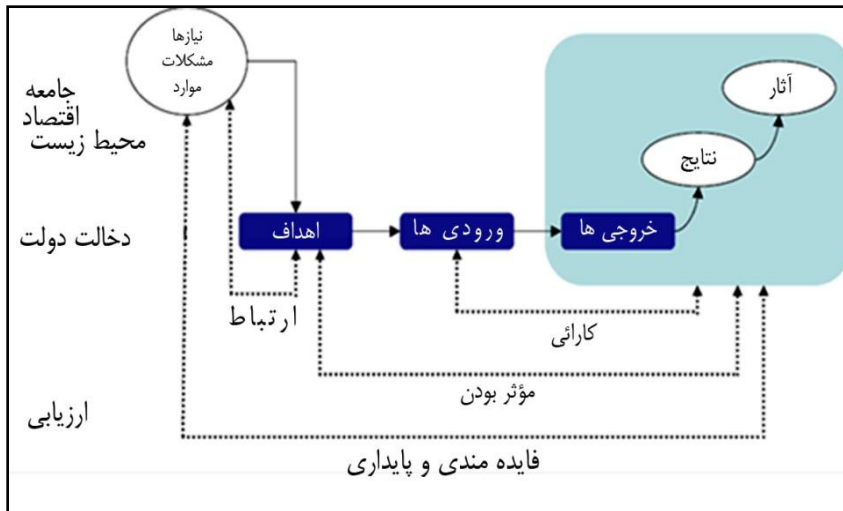 نیازها
مشکلات
موارد
آثار
جامعه
اقتصاد
محیط زیست
نتایج
دخالت دولت
اهداف
ورودی ها
خروجی ها
ارتباط
کارائی
مؤثر بودن
ارزیابی
فایده مندی و پایداری